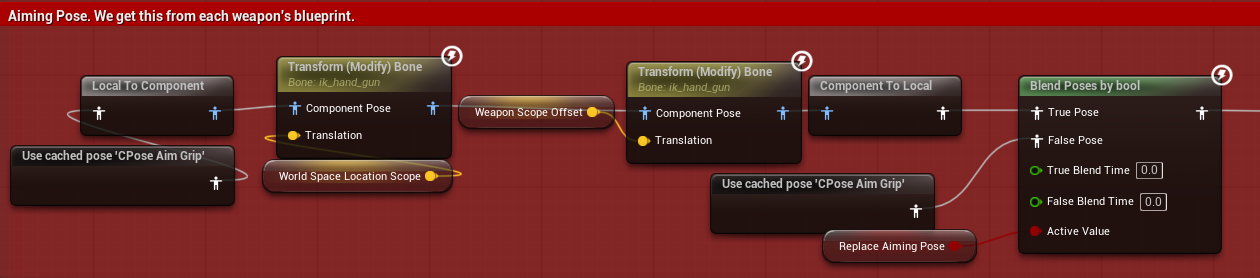 Aiming Pose. We get this from each weapon's blueprint.
Local To Component
Use cached pose 'CPose Aim Grip'
Transform (Modify) Bone
Bone: ik_hand_gun
Component Pose
Translation
World Space Location Scope
Weapon Scope Offset
Transform (Modify) Bone
Bone: ik_hand_gun
Component Pose
Translation
Component To Local
Use cached pose 'CPose Aim Grip'
Replace Aiming Pose
Blend Poses by bool
True Pose
False Pose
True Blend Time 0.0
False Blend Time 0.0
Active Value